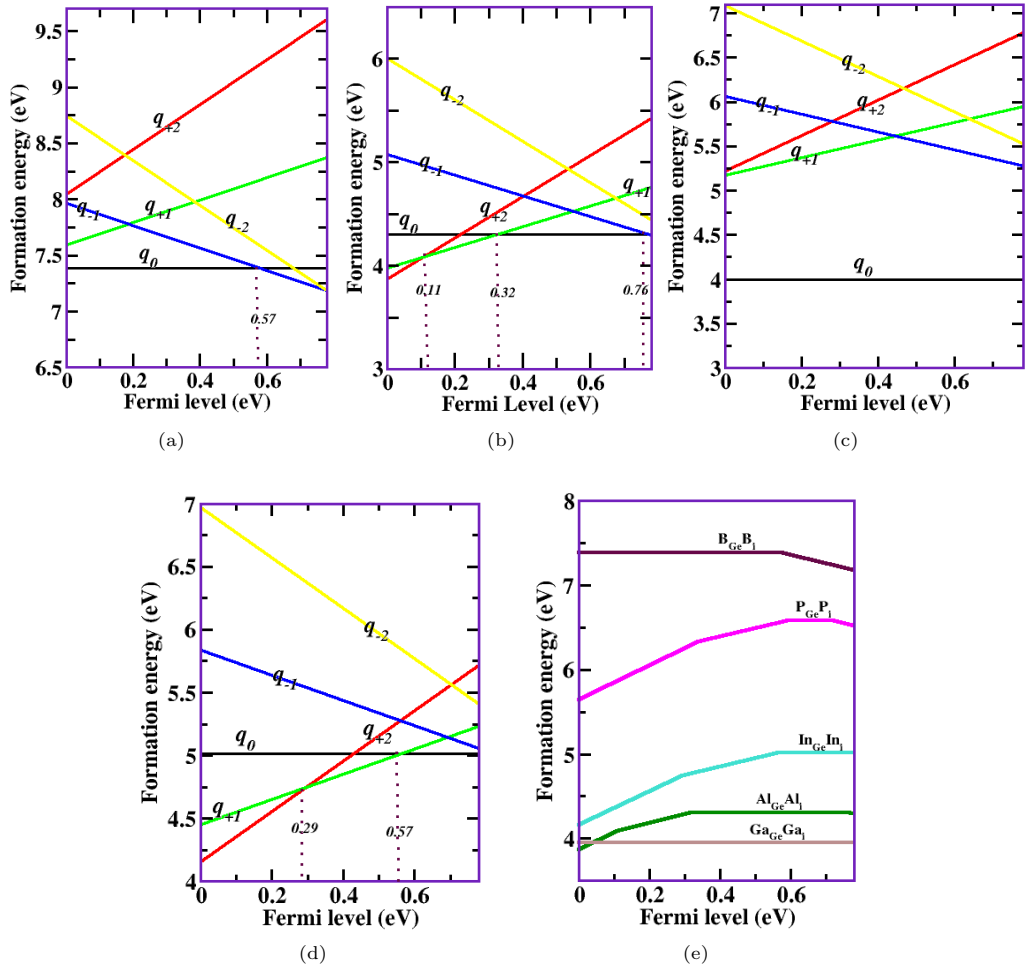 9.5
9
8.5
8
7.5
7
6.5
Formation energy (eV)
q+2
q-1
q+1
q-2
q0
0.57
0 0.2 0.4 0.6
Fermi level (eV)
(a)
6
5
4
3
Formation energy (eV)
q-2
q-1
q+1
q0
q+2
0.11
0.32
0.76
0 0.2 0.4 0.6
Fermi Level (eV)
(b)
7
6.5
6
5.5
5
4.5
4
3.5
3
Formation energy (eV)
q-2
q-1
q+2
q+1
q0
0 0.2 0.4 0.6
Fermi level (eV)
(c)
7
6.5
6
5.5
5
4.5
4
Formation energy (eV)
q-2
q-1
q0
q+2
q+1
0.29
0.57
0 0.2 0.4 0.6
Fermi level (eV)
(d)
8
7
6
5
4
Formation energy (eV)
BGeBi
PGePi
InGeIni
AlGeAli
GaGeGai
0 0.2 0.4 0.6
Fermi level (eV)
(e)